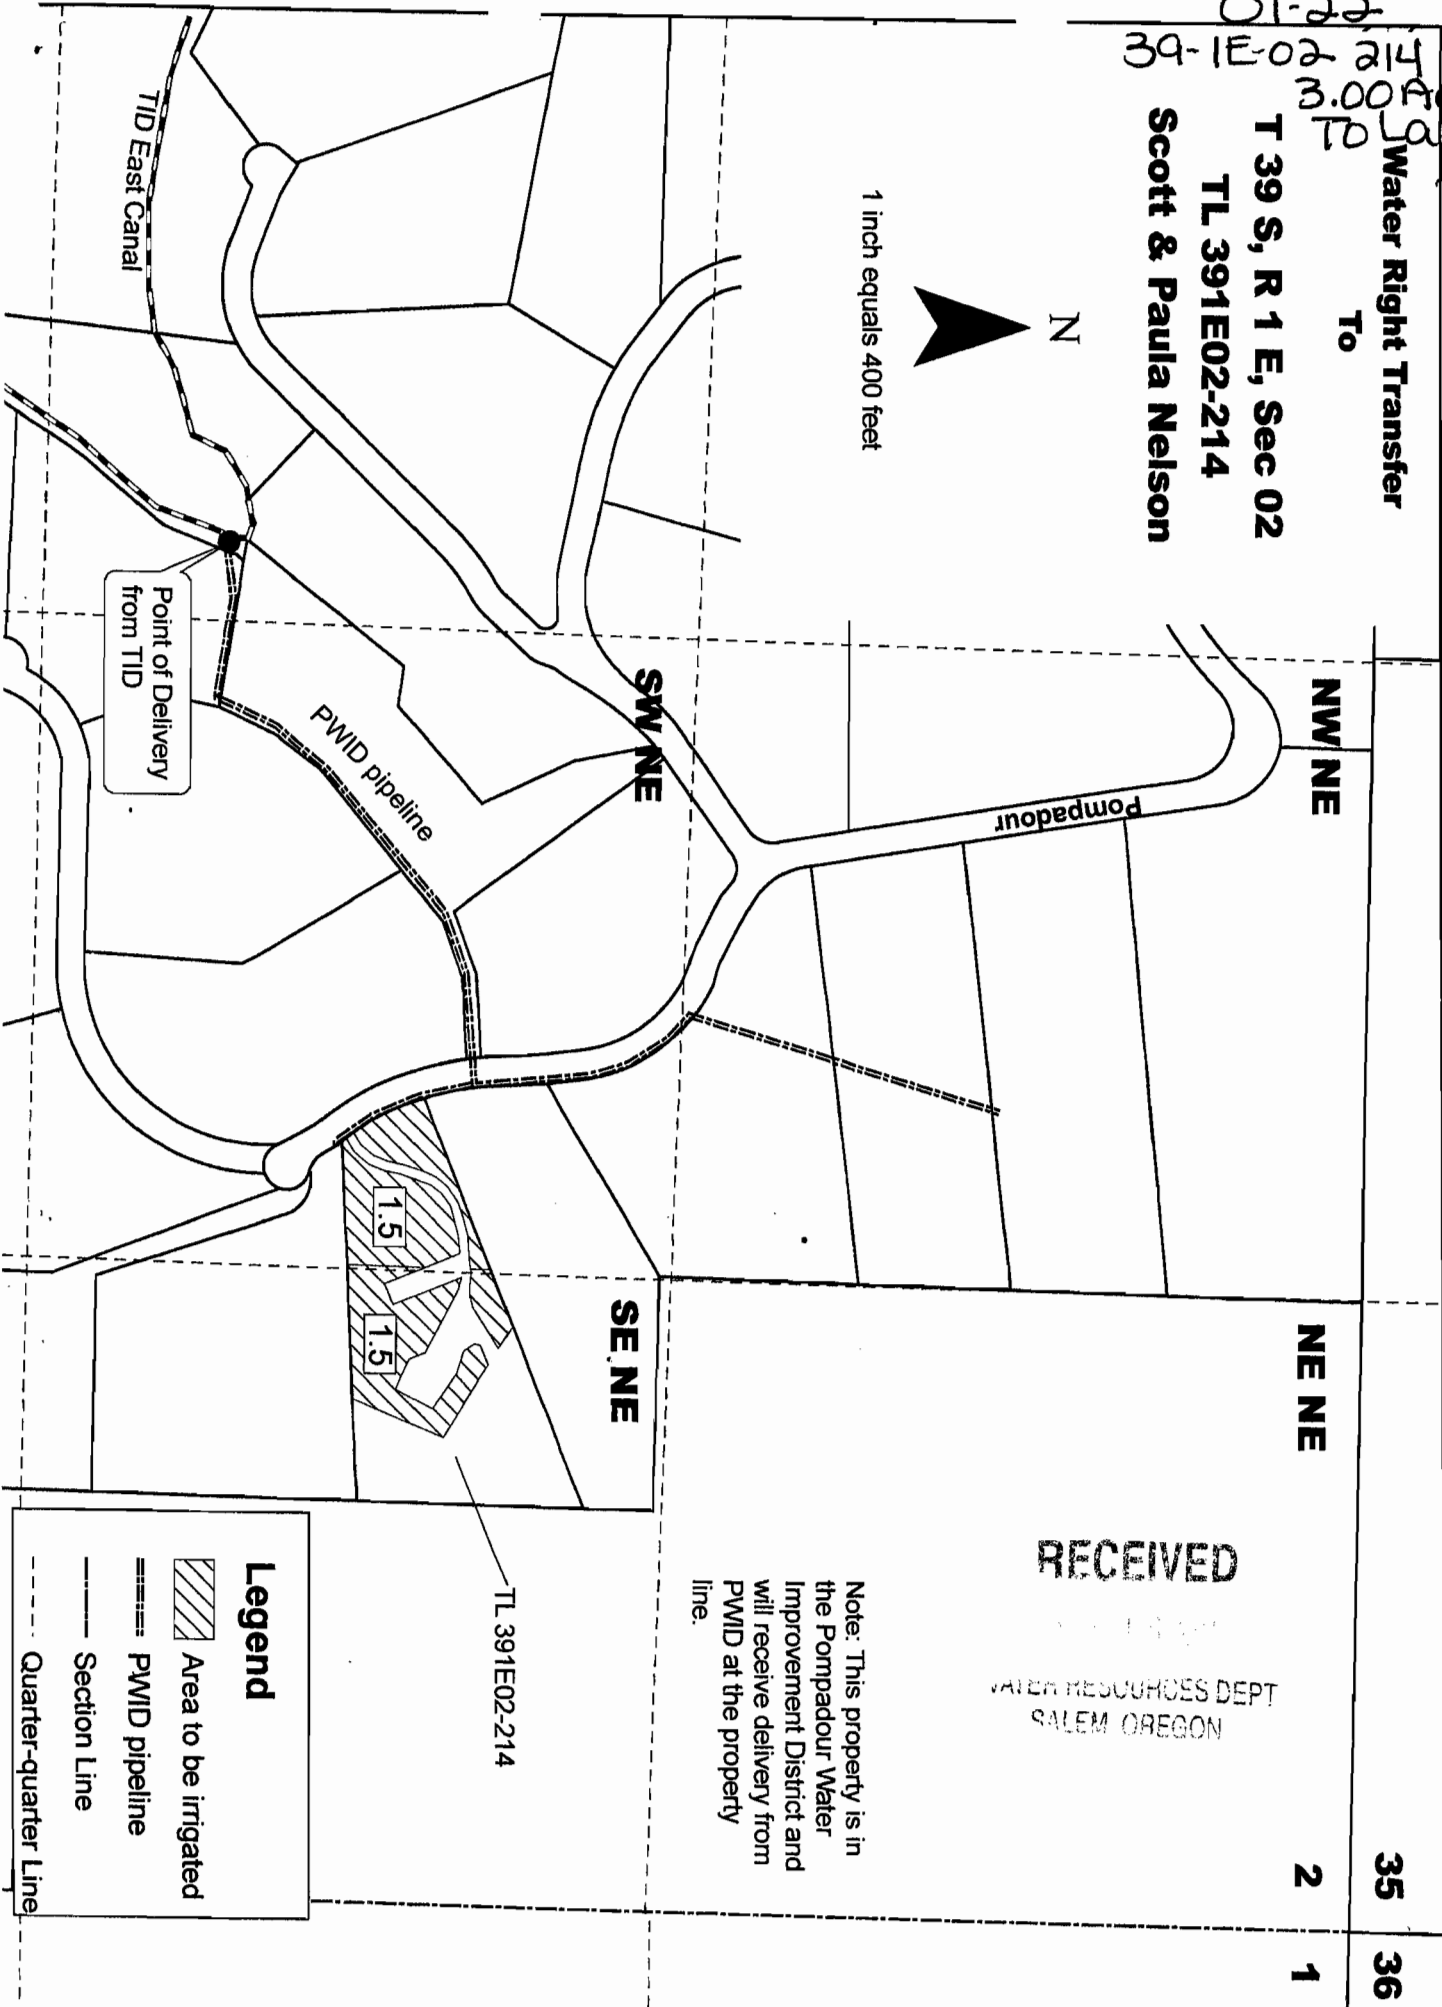 01-22
39-1E-02 214
3.00 A
TO La
Water Right Transfer
To
T 39 S, R 1 E, Sec 02
TL 391E02-214
Scott & Paula Nelson
N
1 inch equals 400 feet
TID East Canal
Point of Delivery
from TID
PWID pipeline
Pompadour
NW NE
SW NE
NE NE
SE NE
1.5
1.5
TL 391E02-214
35
36
2
1
RECEIVED
WATER RESOURCES DEPT
SALEM OREGON
Note: This property is in
the Pompadour Water
Improvement District and
will receive delivery from
PWID at the property
line.
Legend
Area to be irrigated
PWID pipeline
Section Line
Quarter-quarter Line